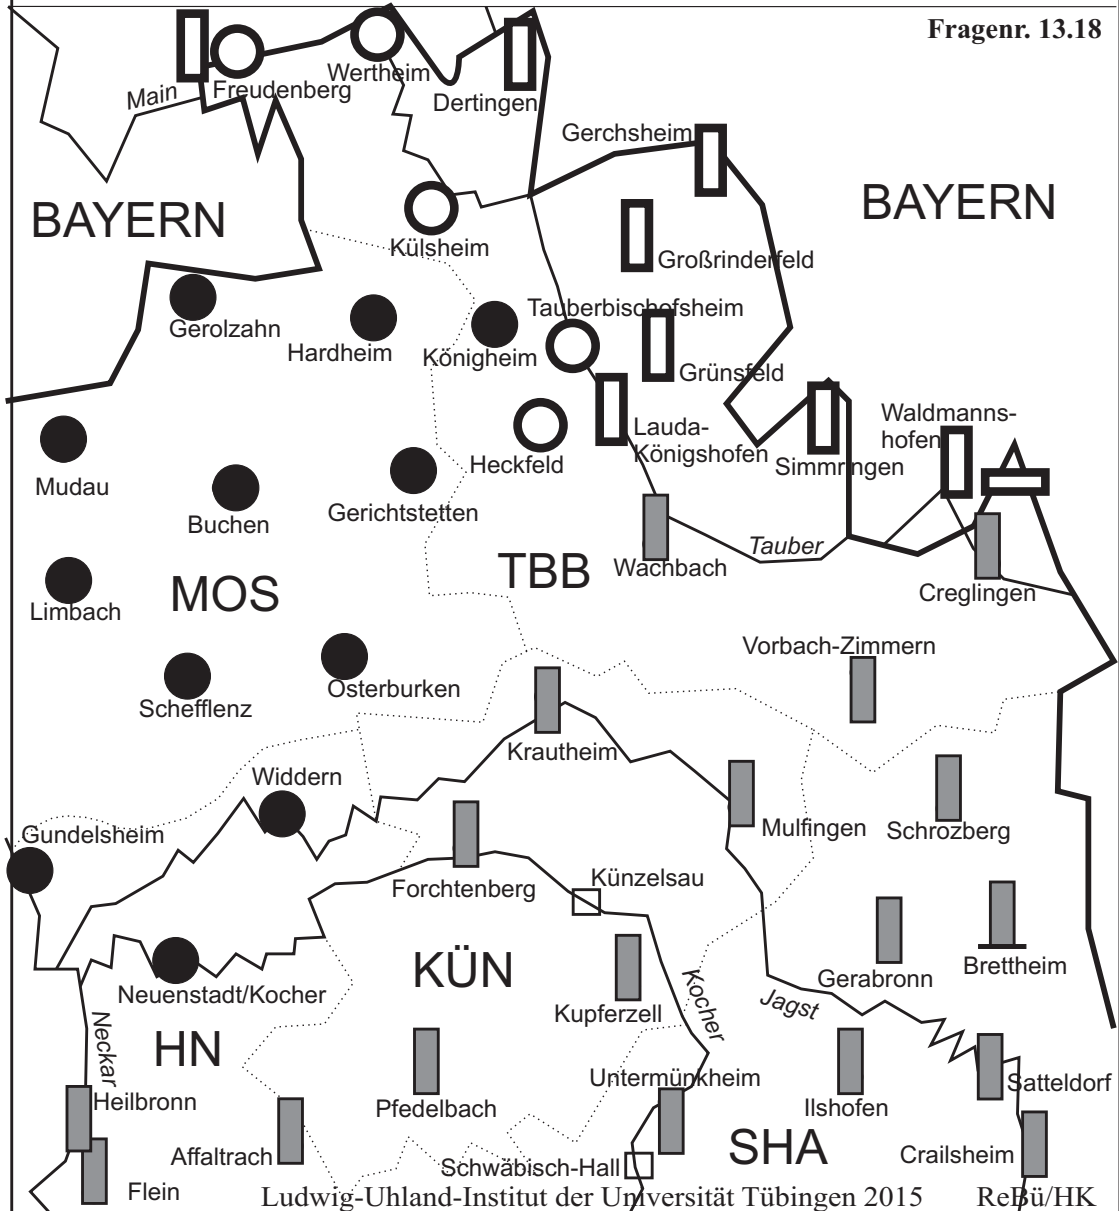 Fragenr. 13.18
Wertheim
Freudenberg
Main
Dertingen
Gerchsheim
BAYERN
BAYERN
Külsheim
Großrinderfeld
Tauberbischofsheim
Gerolzahn
Hardheim
Königheim
Grünsfeld
Waldmanns-
hofen
Lauda-
Königshofen
Heckfeld
Simmringen
Mudau
Buchen
Gerichtstetten
Tauber
Wachbach
TBB
MOS
Creglingen
Limbach
Vorbach-Zimmern
Osterburken
Schefflenz
Krautheim
Widdern
Gundelsheim
Mulfingen
Schrozberg
Forchtenberg
Künzelsau
KÜN
Gerabronn
Brettheim
Neuenstadt/Kocher
Kupferzell
Kocher
Jagst
Neckar
HN
Untermünkheim
Satteldorf
Heilbronn
Pfedelbach
Ilshofen
Affaltrach
SHA
Crailsheim
Schwäbisch-Hall
Flein
Ludwig-Uhland-Institut der Universität Tübingen 2015
ReBü/HK